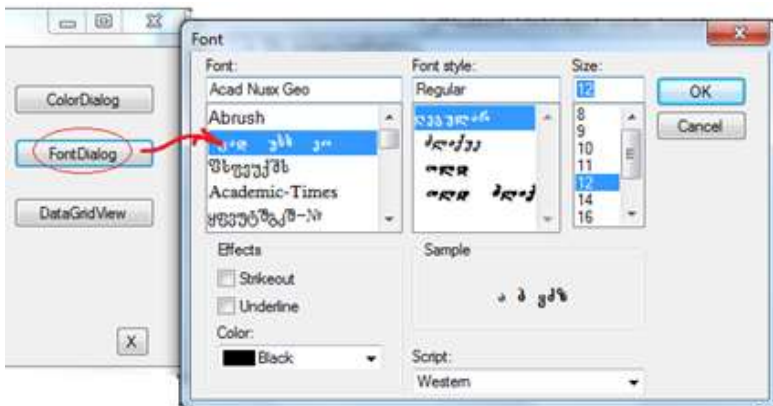 ColorDialog
FontDialog
DataGridView
X
Font
Font:
Acad Nusx Geo
Abrush
Academic-Times
Font style:
Regular
Size:
12
8
9
10
11
12
14
16
OK
Cancel
Effects
Strikeout
Underline
Color:
Black
Sample
Script:
Western